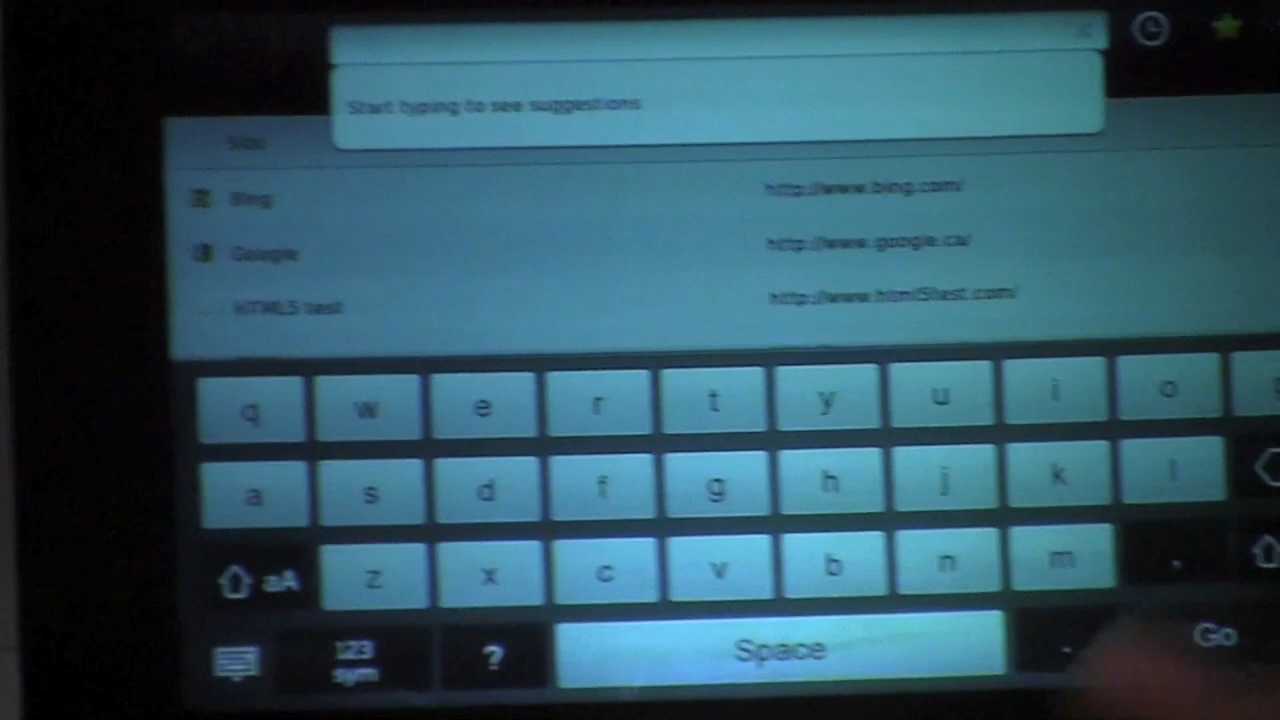 Start typing to see suggestions
Bing http://www.bing.com/
Google http://www.google.ca/
HTML5 test http://www.html5test.com/
q w e r t y u i o
a s d f g h j k l
aA z x c v b n m ,
123 sym ? Space . Go